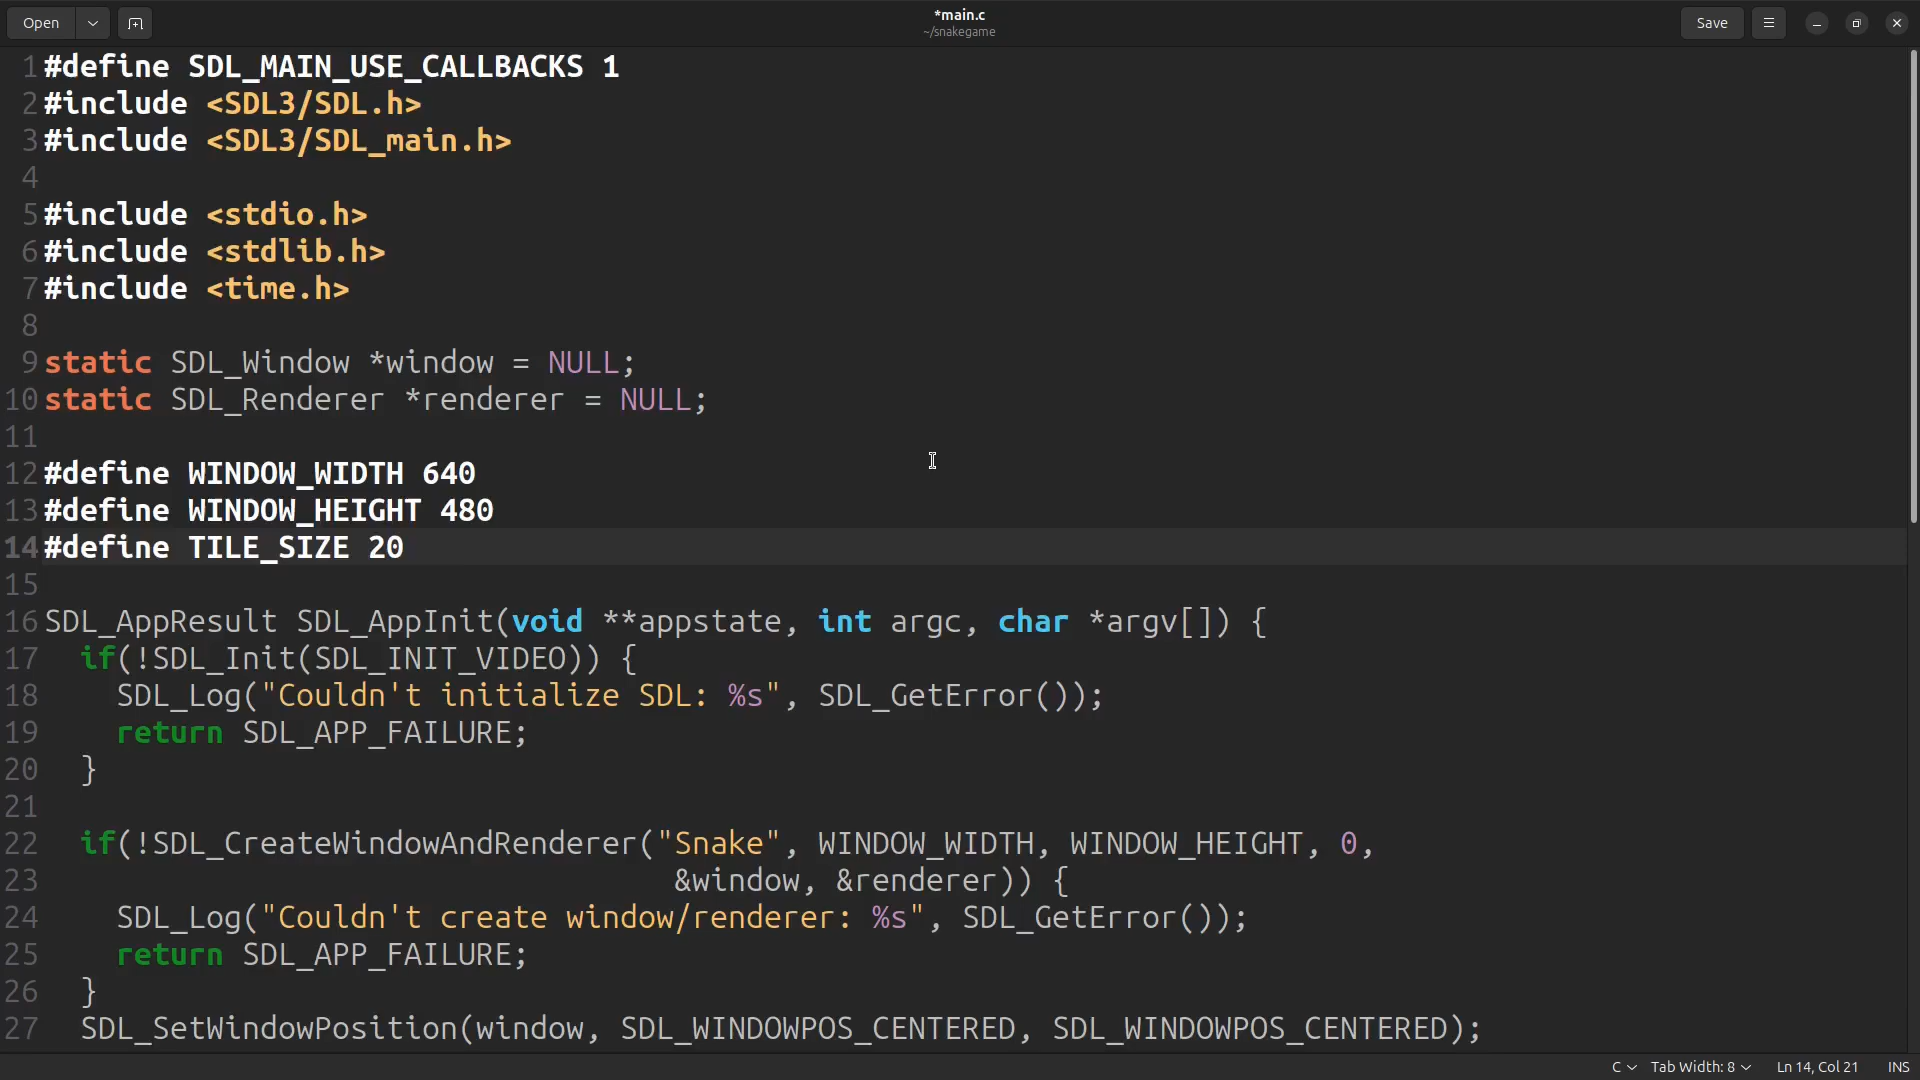 Open
*main.c
~/snakegame
Save
1 #define SDL_MAIN_USE_CALLBACKS 1
2 #include <SDL3/SDL.h>
3 #include <SDL3/SDL_main.h>
4
5 #include <stdio.h>
6 #include <stdlib.h>
7 #include <time.h>
8
9 static SDL_Window *window = NULL;
10 static SDL_Renderer *renderer = NULL;
11
12 #define WINDOW_WIDTH 640
13 #define WINDOW_HEIGHT 480
14 #define TILE_SIZE 20
15
16 SDL_AppResult SDL_AppInit(void **appstate, int argc, char *argv[]) {
17   if(!SDL_Init(SDL_INIT_VIDEO)) {
18     SDL_Log("Couldn't initialize SDL: %s", SDL_GetError());
19     return SDL_APP_FAILURE;
20   }
21
22   if(!SDL_CreateWindowAndRenderer("Snake", WINDOW_WIDTH, WINDOW_HEIGHT, 0,
23                                    &window, &renderer)) {
24     SDL_Log("Couldn't create window/renderer: %s", SDL_GetError());
25     return SDL_APP_FAILURE;
26   }
27   SDL_SetWindowPosition(window, SDL_WINDOWPOS_CENTERED, SDL_WINDOWPOS_CENTERED);
C Tab Width: 8 Ln 14, Col 21 INS